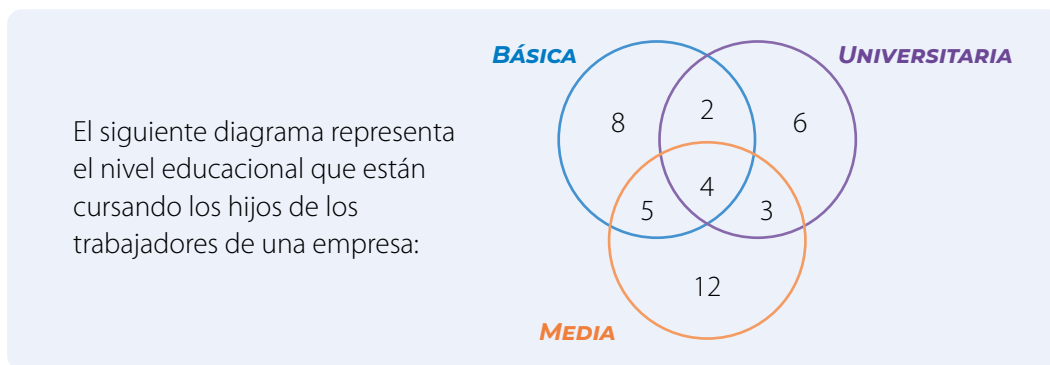 BÁSICA
UNIVERSITARIA
El siguiente diagrama representa
el nivel educacional que están
cursando los hijos de los
trabajadores de una empresa:
8
2
6
4
5
3
12
MEDIA